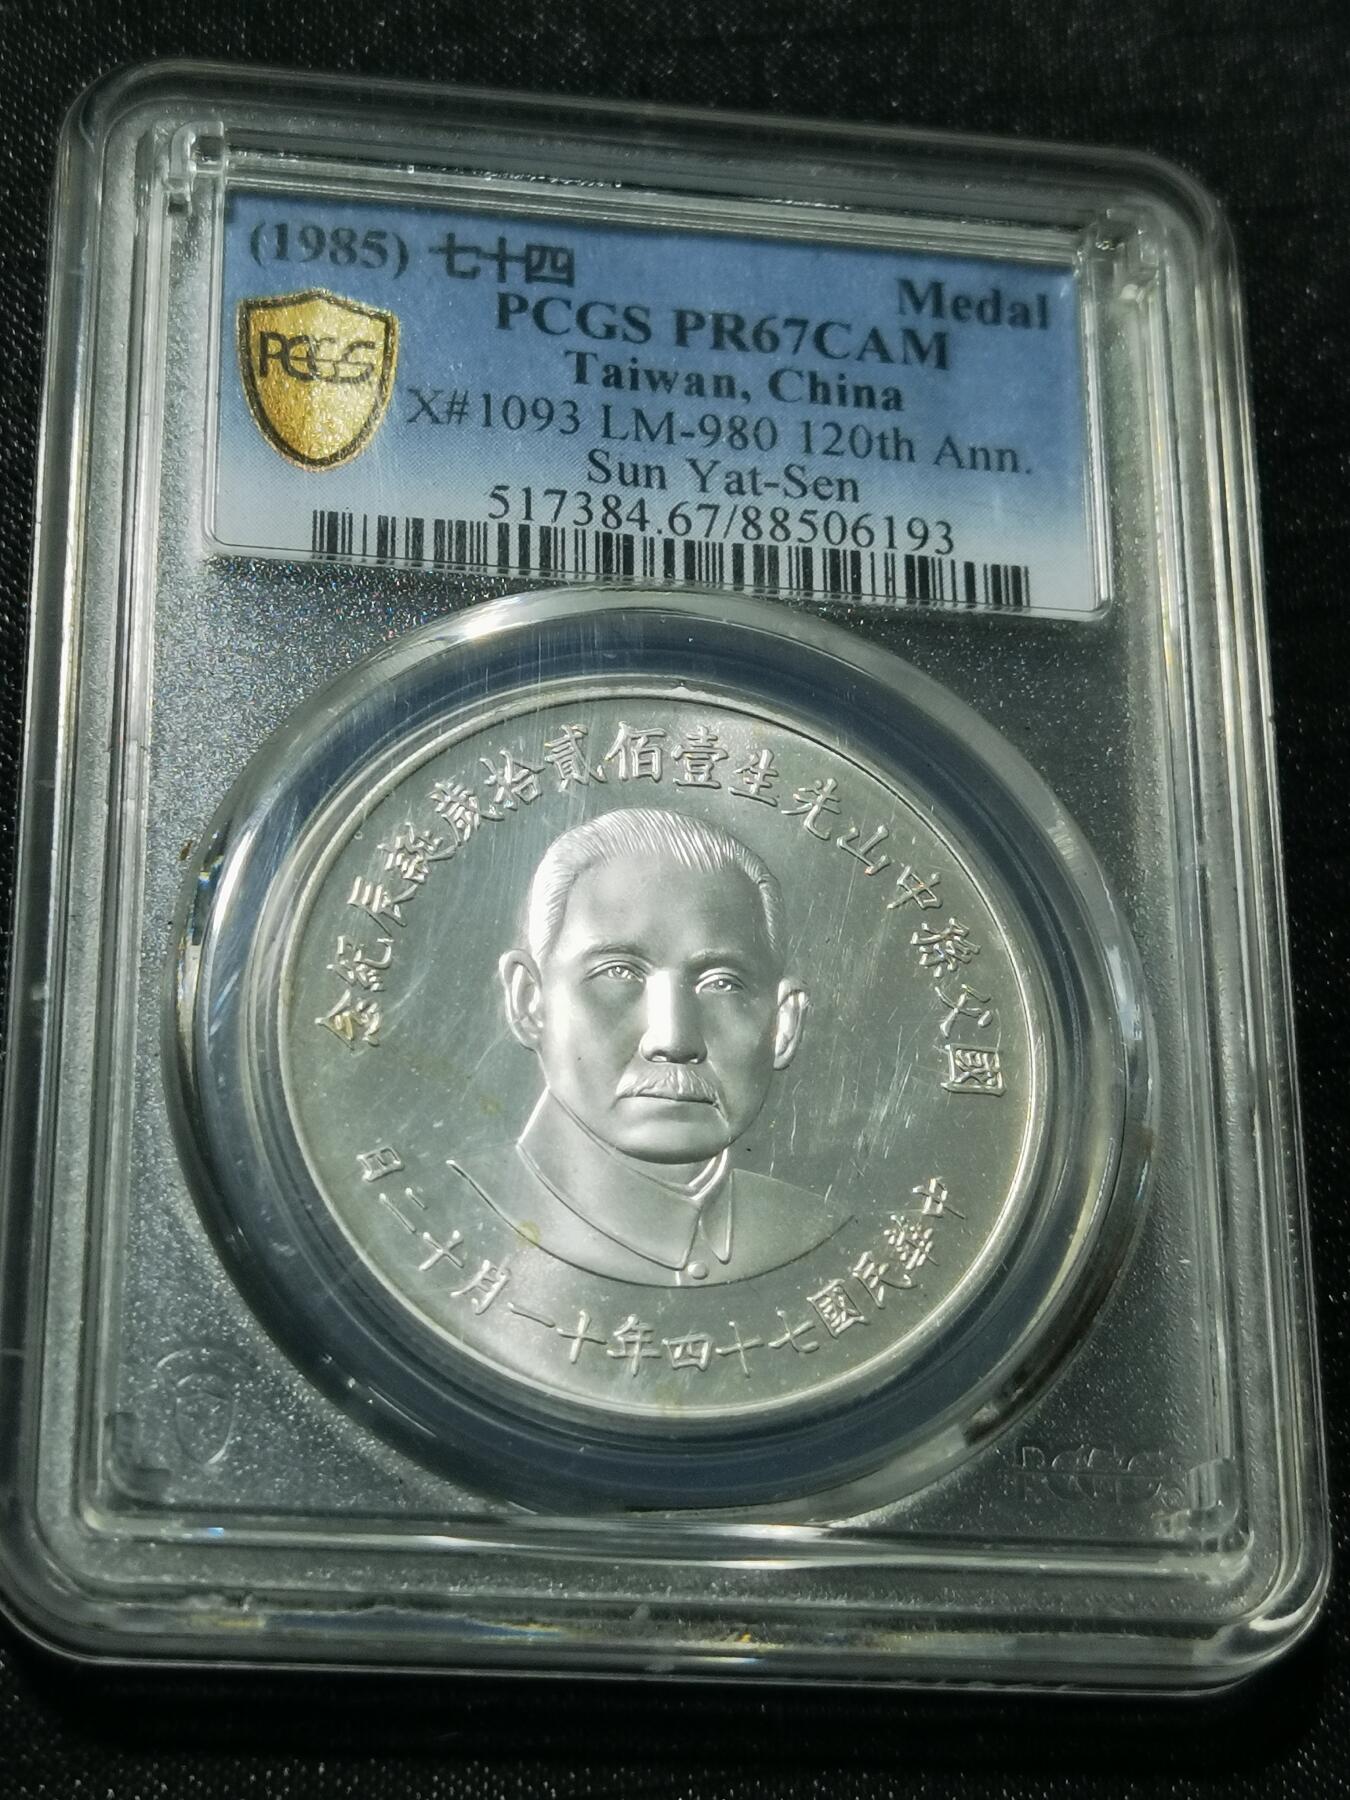 (1985) 七十四
Medal
PCGS PR67CAM
Taiwan, China
X#1093 LM-980 120th Ann.
Sun Yat-Sen
517384.67/88506193
PCGS
國父孫中山先生壹佰貳拾歲誕辰紀念
中華民國七十四年十一月十二日
PCGS